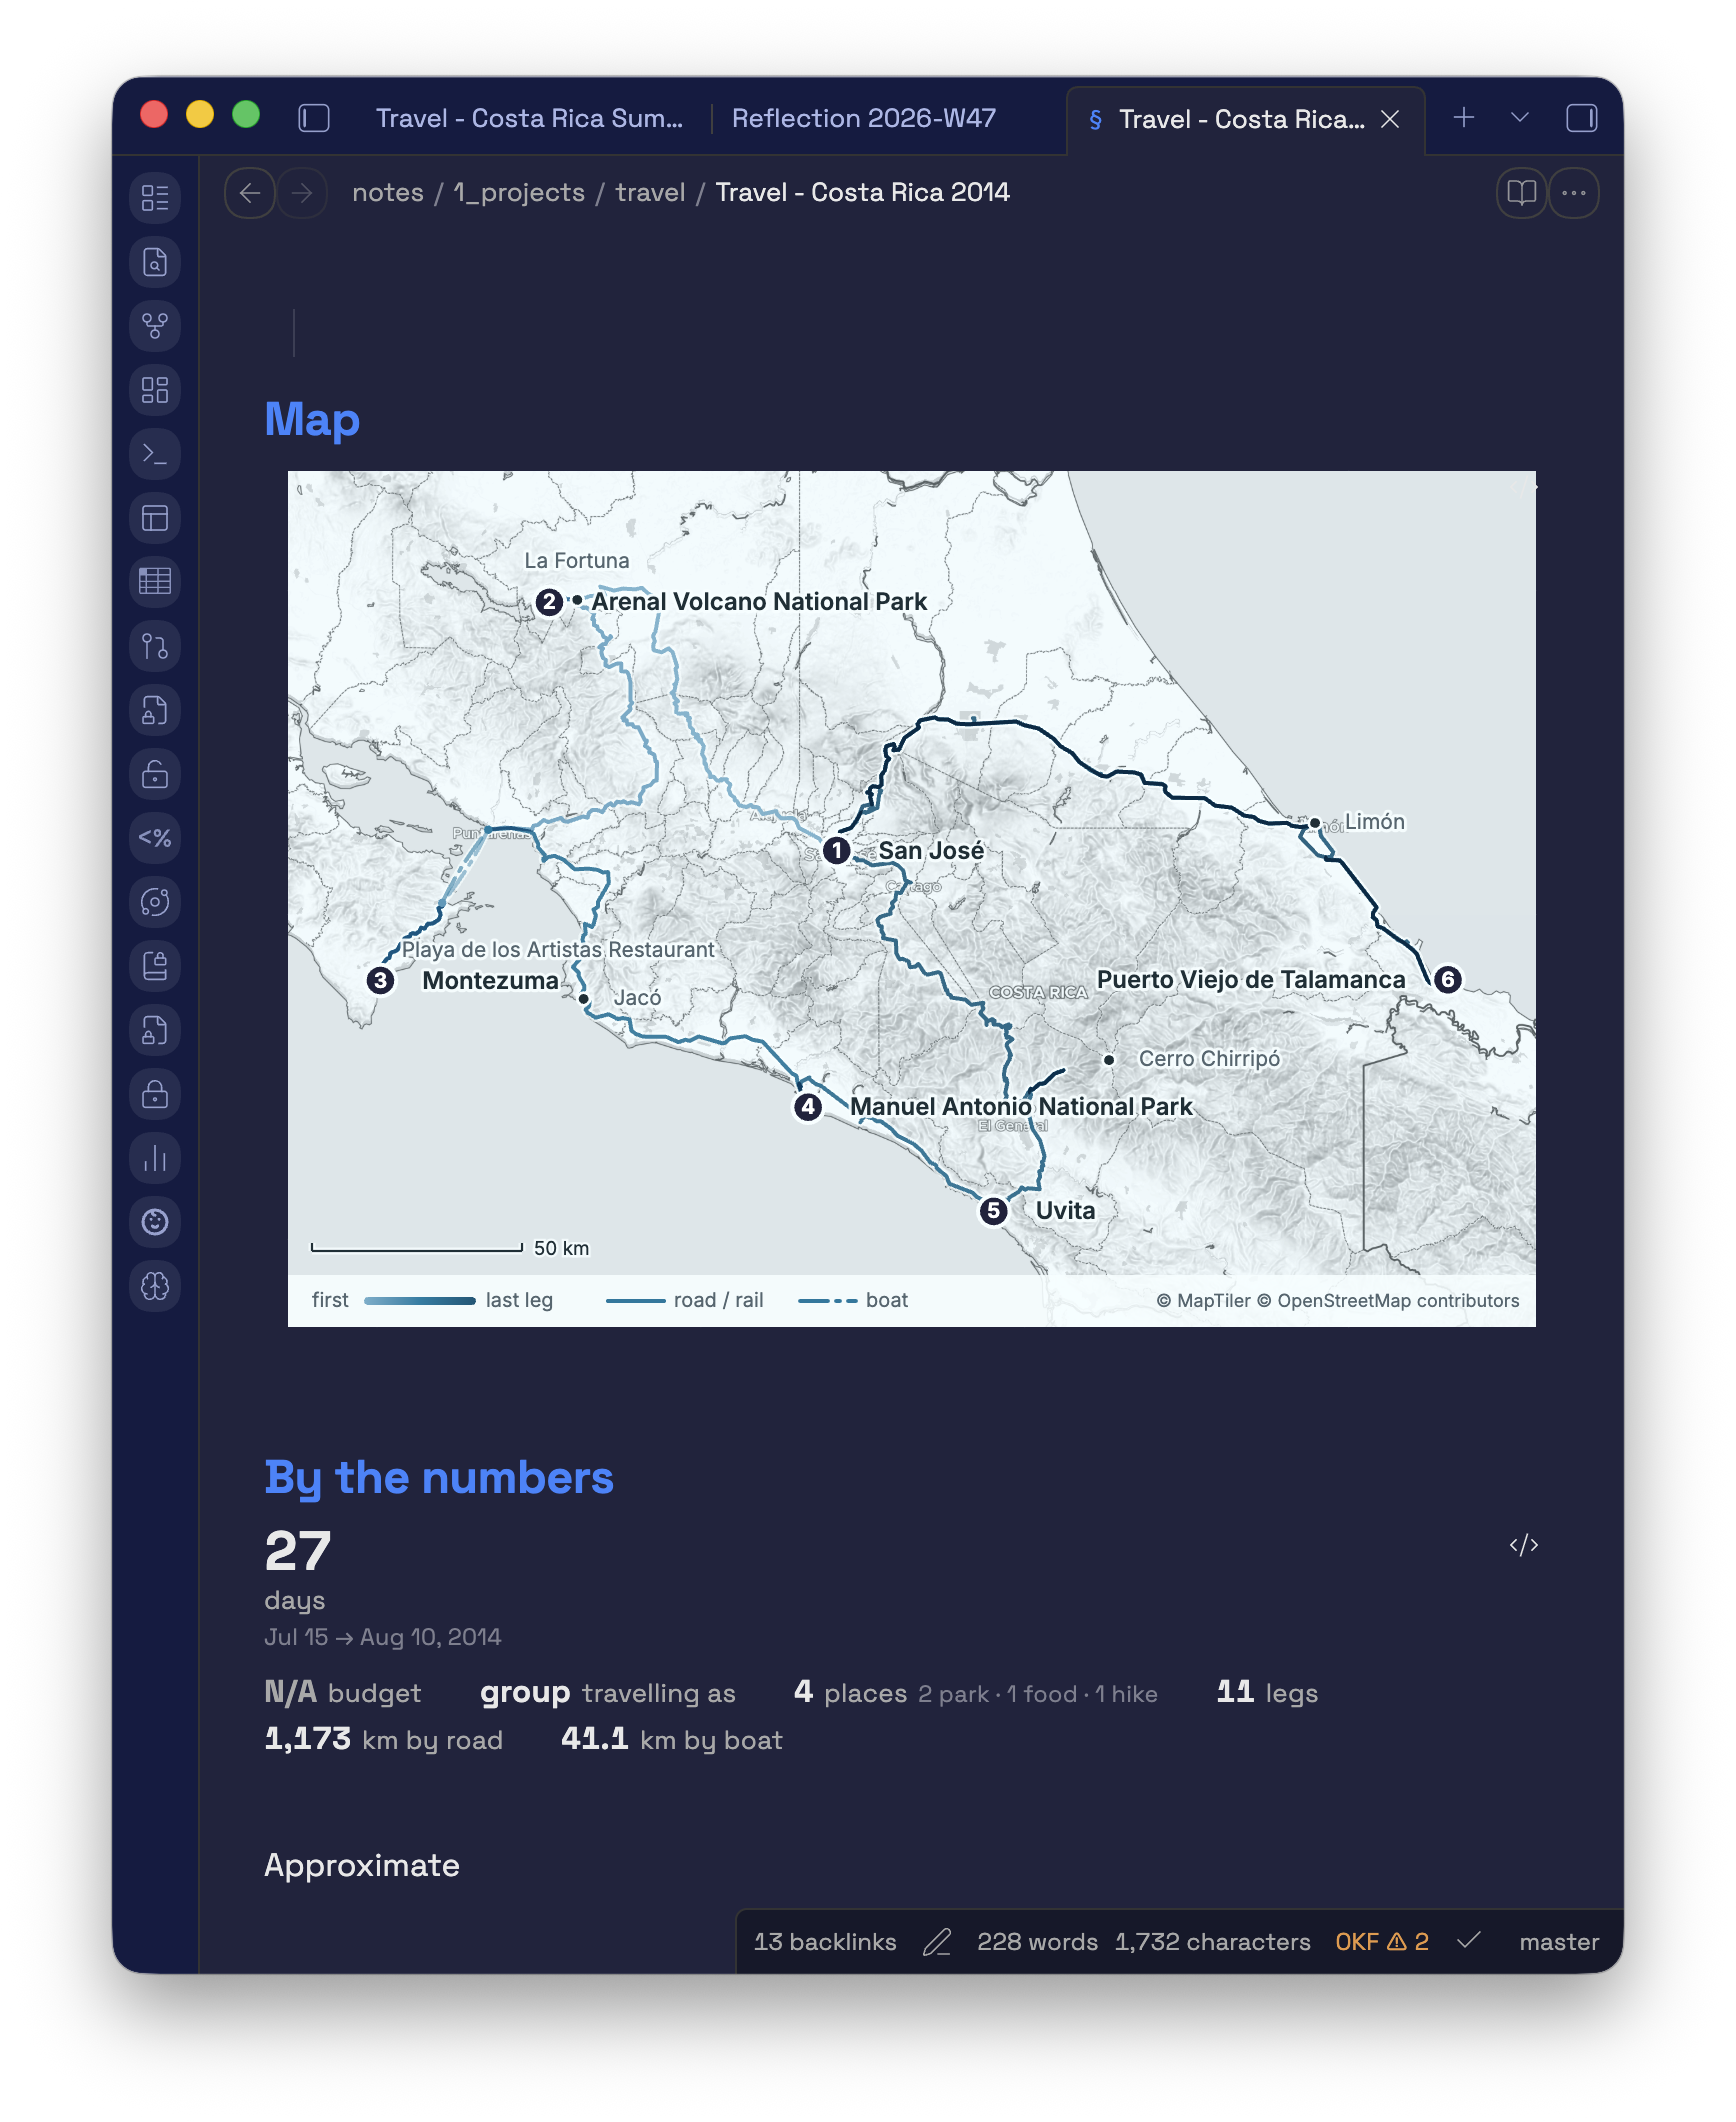 Travel - Costa Rica Sum...
Reflection 2026-W47
§ Travel - Costa Rica...
notes / 1_projects / travel / Travel - Costa Rica 2014
<%
Map
La Fortuna
2 Arenal Volcano National Park
Limón
1 San José
Cartago
Playa de los Artistas Restaurant
3 Montezuma
Jacó
COSTA RICA
Puerto Viejo de Talamanca 6
Cerro Chirripó
4 Manuel Antonio National Park
El General
5 Uvita
50 km
first last leg road / rail boat © MapTiler © OpenStreetMap contributors
By the numbers
27
</>
days
Jul 15 → Aug 10, 2014
N/A budget group travelling as 4 places 2 park · 1 food · 1 hike 11 legs
1,173 km by road 41.1 km by boat
Approximate
13 backlinks 228 words 1,732 characters OKF ⚠ 2 master